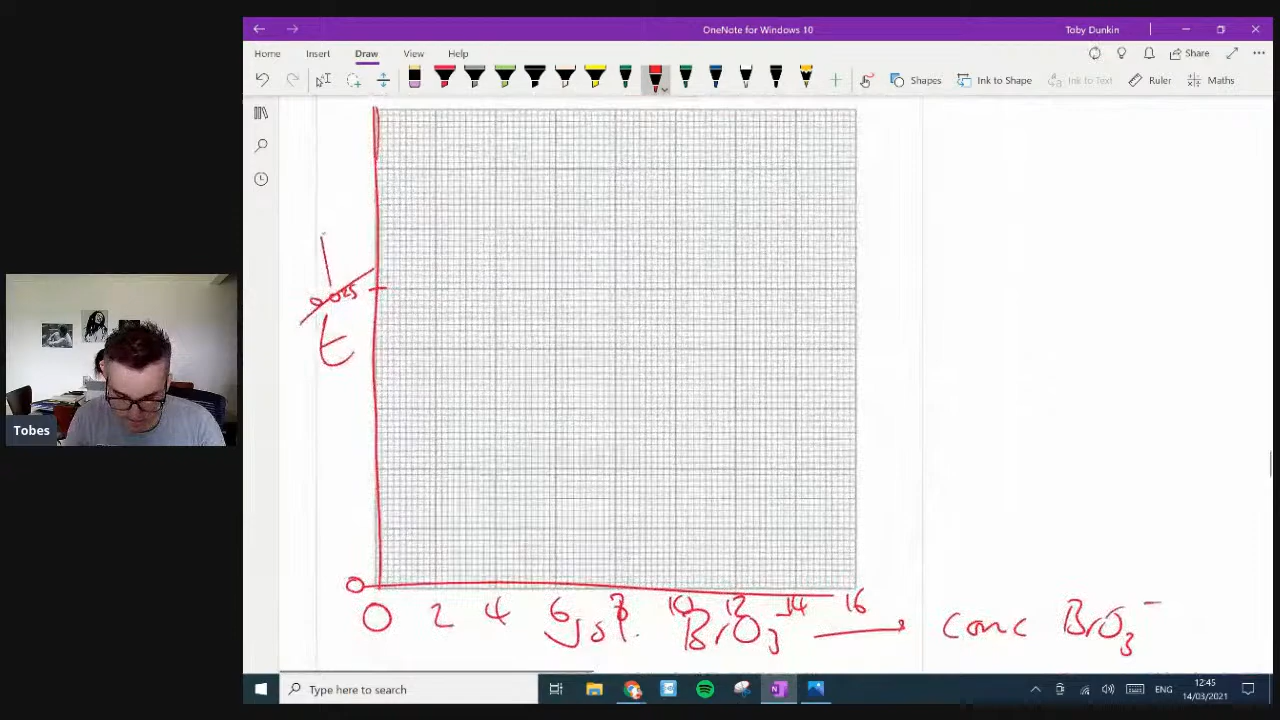 OneNote for Windows 10
Toby Dunkin
Home Insert Draw View Help
Share
Shapes
Ink to Shape
Ink to Text
Ruler
Maths
1
0.025
t
0
0 2 4 6 8 10 12 14 16
vol. BrO3 → conc BrO3⁻
Tobes
Type here to search
ENG
12:45
14/03/2021